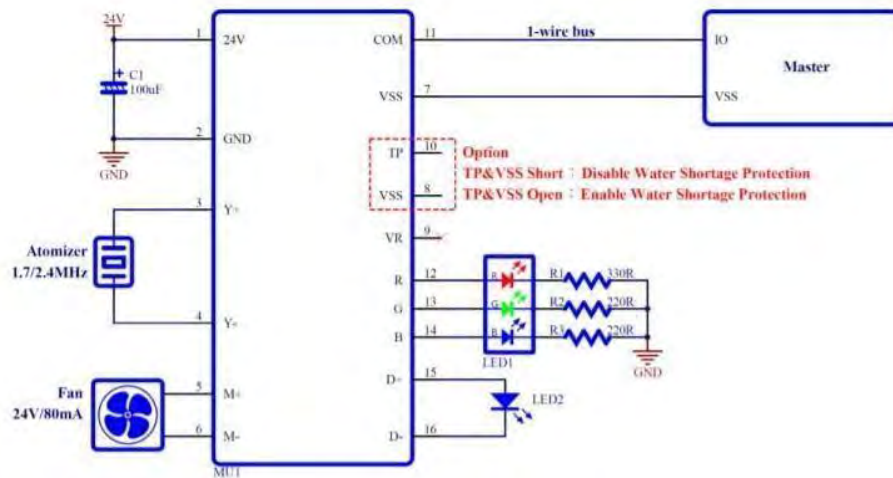 24V
1
24V
C1
100uF
2
GND
GND
3
Y+
Atomizer
1.7/2.4MHz
4
Y-
Fan
24V/80mA
5
M+
6
M-
MU1
COM
11
1-wire bus
IO
Master
VSS
7
VSS
TP
10
Option
TP&VSS Short : Disable Water Shortage Protection
VSS
8
TP&VSS Open : Enable Water Shortage Protection
VR
9
R
12
R
R1
330R
G
13
G
R2
220R
B
14
B
R3
220R
LED1
GND
D+
15
LED2
D-
16